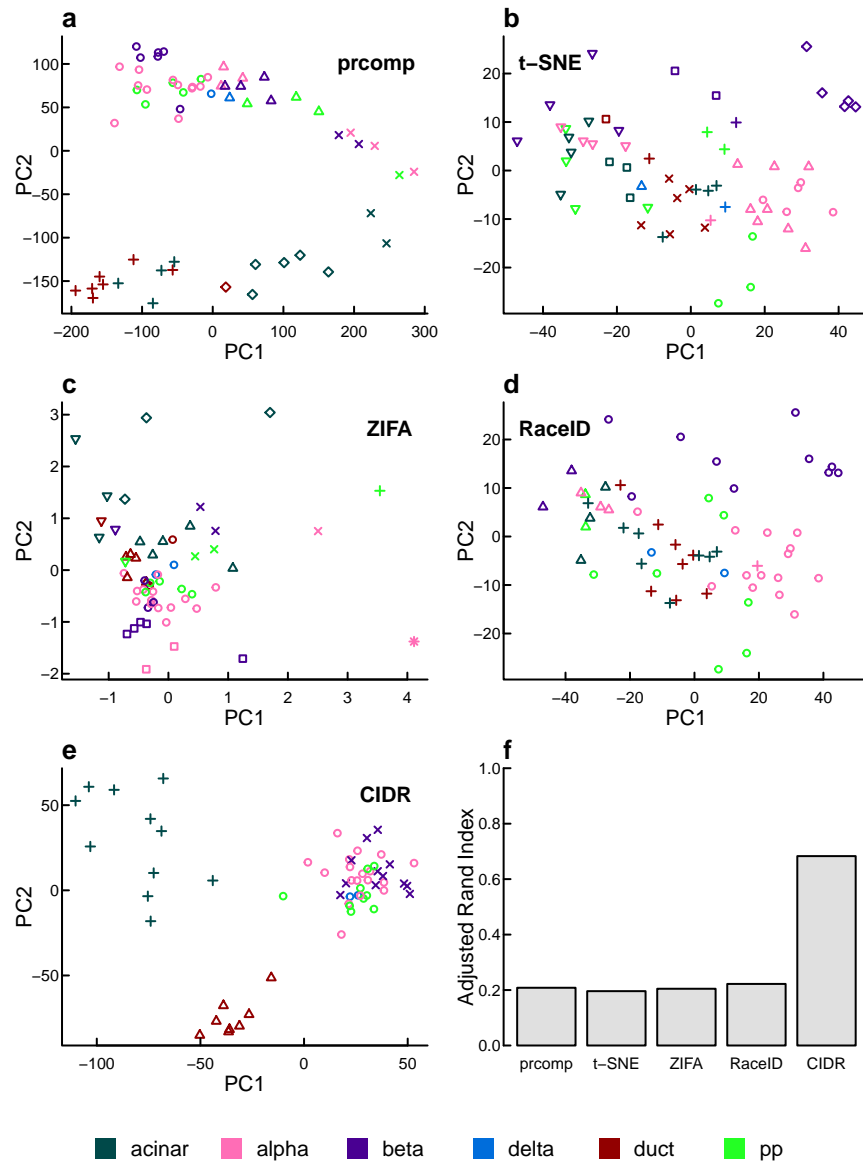 a
prcomp
PC2
100
50
0
−50
−100
−150
−200 −100 0 100 200 300
PC1
b
t−SNE
PC2
20
10
0
−10
−20
−40 −20 0 20 40
PC1
c
ZIFA
PC2
3
2
1
0
−1
−2
−1 0 1 2 3 4
PC1
d
RaceID
PC2
20
10
0
−10
−20
−40 −20 0 20 40
PC1
e
CIDR
PC2
50
0
−50
−100 −50 0 50
PC1
f
Adjusted Rand Index
1.0
0.8
0.6
0.4
0.2
0.0
prcomp t−SNE ZIFA RaceID CIDR
acinar alpha beta delta duct pp